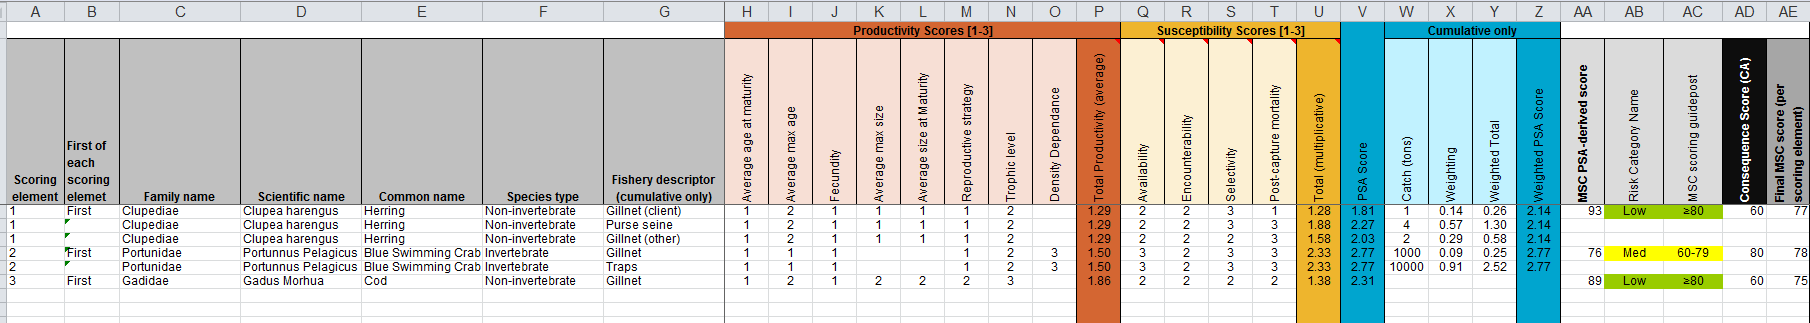 A B C D E F G H I J K L M N O P Q R S T U V W X Y Z AA AB AC AD AE
Productivity Scores [1-3] Susceptibility Scores [1-3] Cumulative only
Scoring element First of each scoring elemet Family name Scientific name Common name Species type Fishery descriptor (cumulative only) Average age at maturity Average max age Fecundity Average max size Average size at Maturity Reproductive strategy Trophic level Density Dependance Total Productivity (average) Availability Encounterability Selectivity Post-capture mortality Total (multiplicative) PSA Score Catch (tons) Weighting Weighted Total Weighted PSA Score MSC PSA-derived score Risk Category Name MSC scoring guidepost Consequence Score (CA) Final MSC score (per scoring element)
1 First Clupediae Clupea harengus Herring Non-invertebrate Gillnet (client) 1 2 1 1 1 1 2 1.29 2 2 3 1 1.28 1.81 1 0.14 0.26 2.14 93 Low ≥80 60 77
1 Clupediae Clupea harengus Herring Non-invertebrate Purse seine 1 2 1 1 1 1 2 1.29 2 2 3 3 1.88 2.27 4 0.57 1.30 2.14
1 Clupediae Clupea harengus Herring Non-invertebrate Gillnet (other) 1 2 1 1 1 1 2 1.29 2 2 2 3 1.58 2.03 2 0.29 0.58 2.14
2 First Portunidae Portunnus Pelagicus Blue Swimming Crab Invertebrate Gillnet 1 1 1 1 2 3 1.50 3 2 3 3 2.33 2.77 1000 0.09 0.25 2.77 76 Med 60-79 80 78
2 Portunidae Portunnus Pelagicus Blue Swimming Crab Invertebrate Traps 1 1 1 1 2 3 1.50 3 2 3 3 2.33 2.77 10000 0.91 2.52 2.77
3 First Gadidae Gadus Morhua Cod Non-invertebrate Gillnet 1 2 1 2 2 2 3 1.86 2 2 2 2 1.38 2.31 89 Low ≥80 60 75